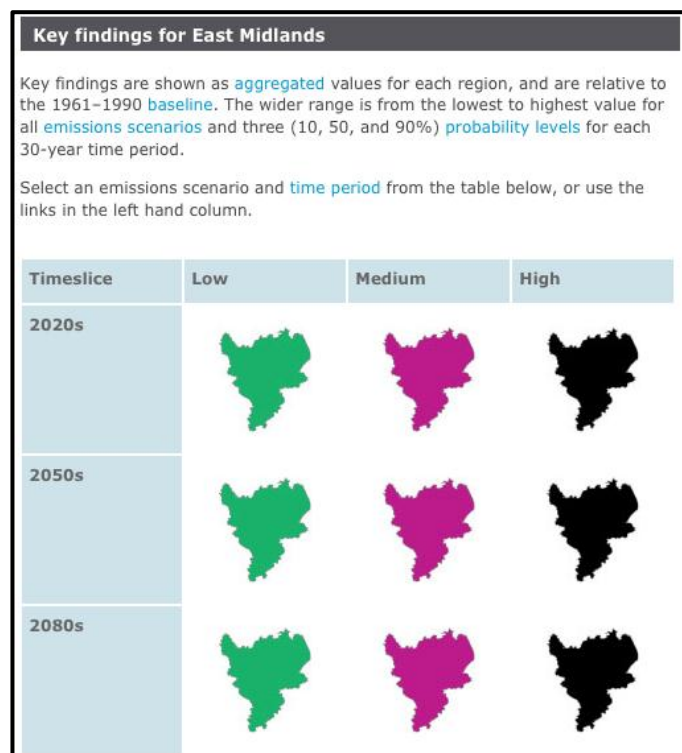 Key findings for East Midlands
Key findings are shown as aggregated values for each region, and are relative to
the 1961–1990 baseline. The wider range is from the lowest to highest value for
all emissions scenarios and three (10, 50, and 90%) probability levels for each
30-year time period.
Select an emissions scenario and time period from the table below, or use the
links in the left hand column.
Timeslice Low Medium High
2020s
2050s
2080s